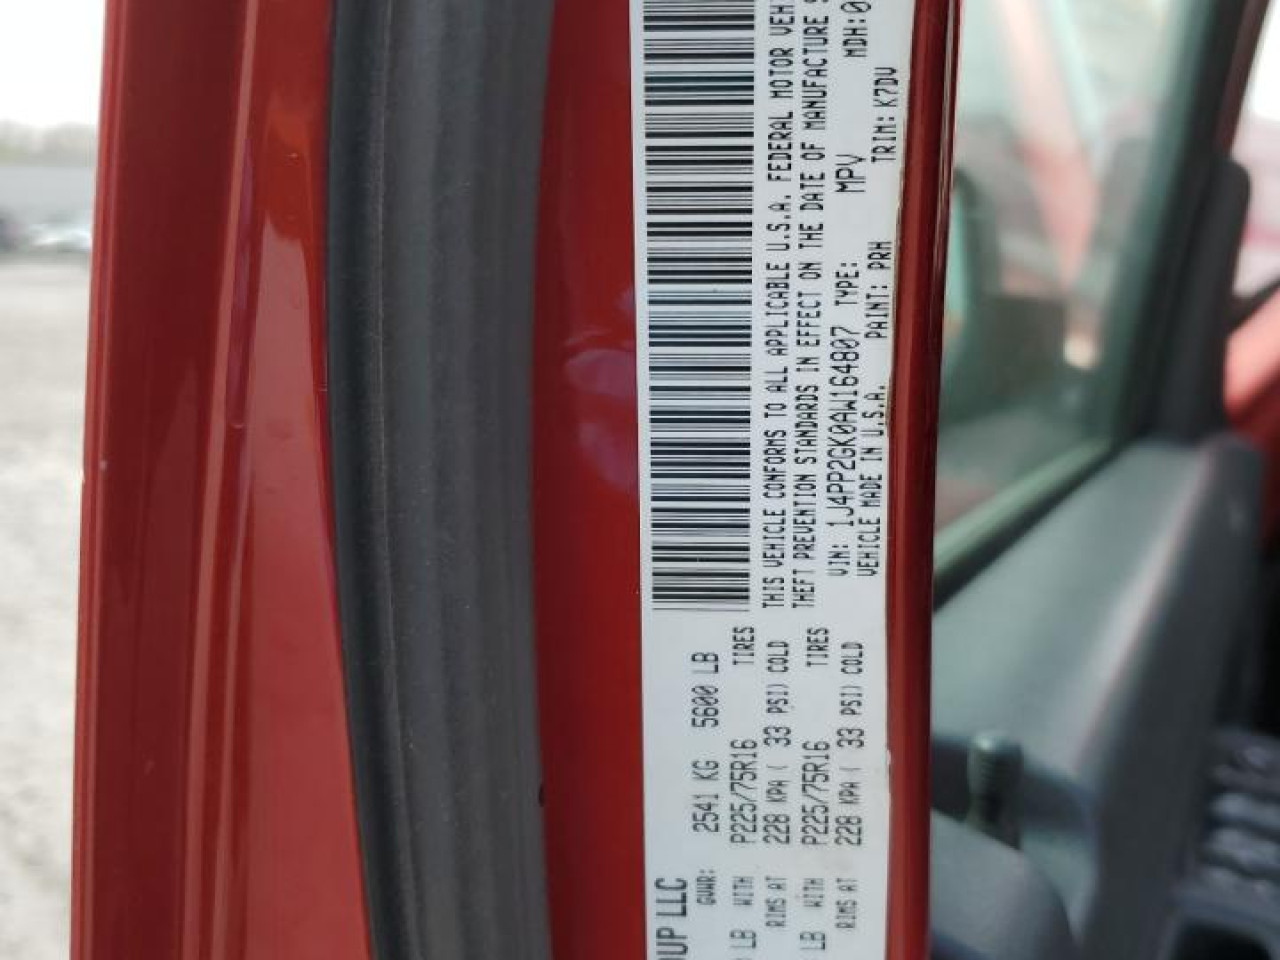 OUP LLC
GVWR: 2541 KG 5600 LB
LB WITH P225/75R16 TIRES
RIMS AT 228 KPA ( 33 PSI) COLD
LB WITH P225/75R16 TIRES
RIMS AT 228 KPA ( 33 PSI) COLD
THIS VEHICLE CONFORMS TO ALL APPLICABLE U.S.A. FEDERAL MOTOR VEH
THEFT PREVENTION STANDARDS IN EFFECT ON THE DATE OF MANUFACTURE S
VIN: 1J4PP2GK0AW164807 TYPE: MPV MDH:0
VEHICLE MADE IN U.S.A. PAINT: PRH TRIM: K7DV